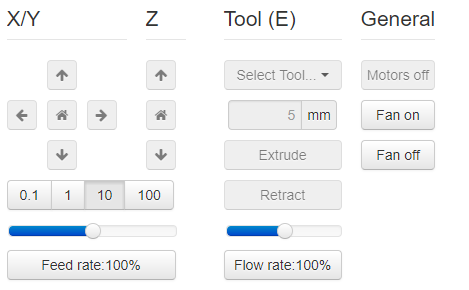 X/Y
Z
Tool (E)
General
Select Tool...
Motors off
5 mm
Fan on
Extrude
Fan off
0.1 1 10 100
Retract
Feed rate:100%
Flow rate:100%